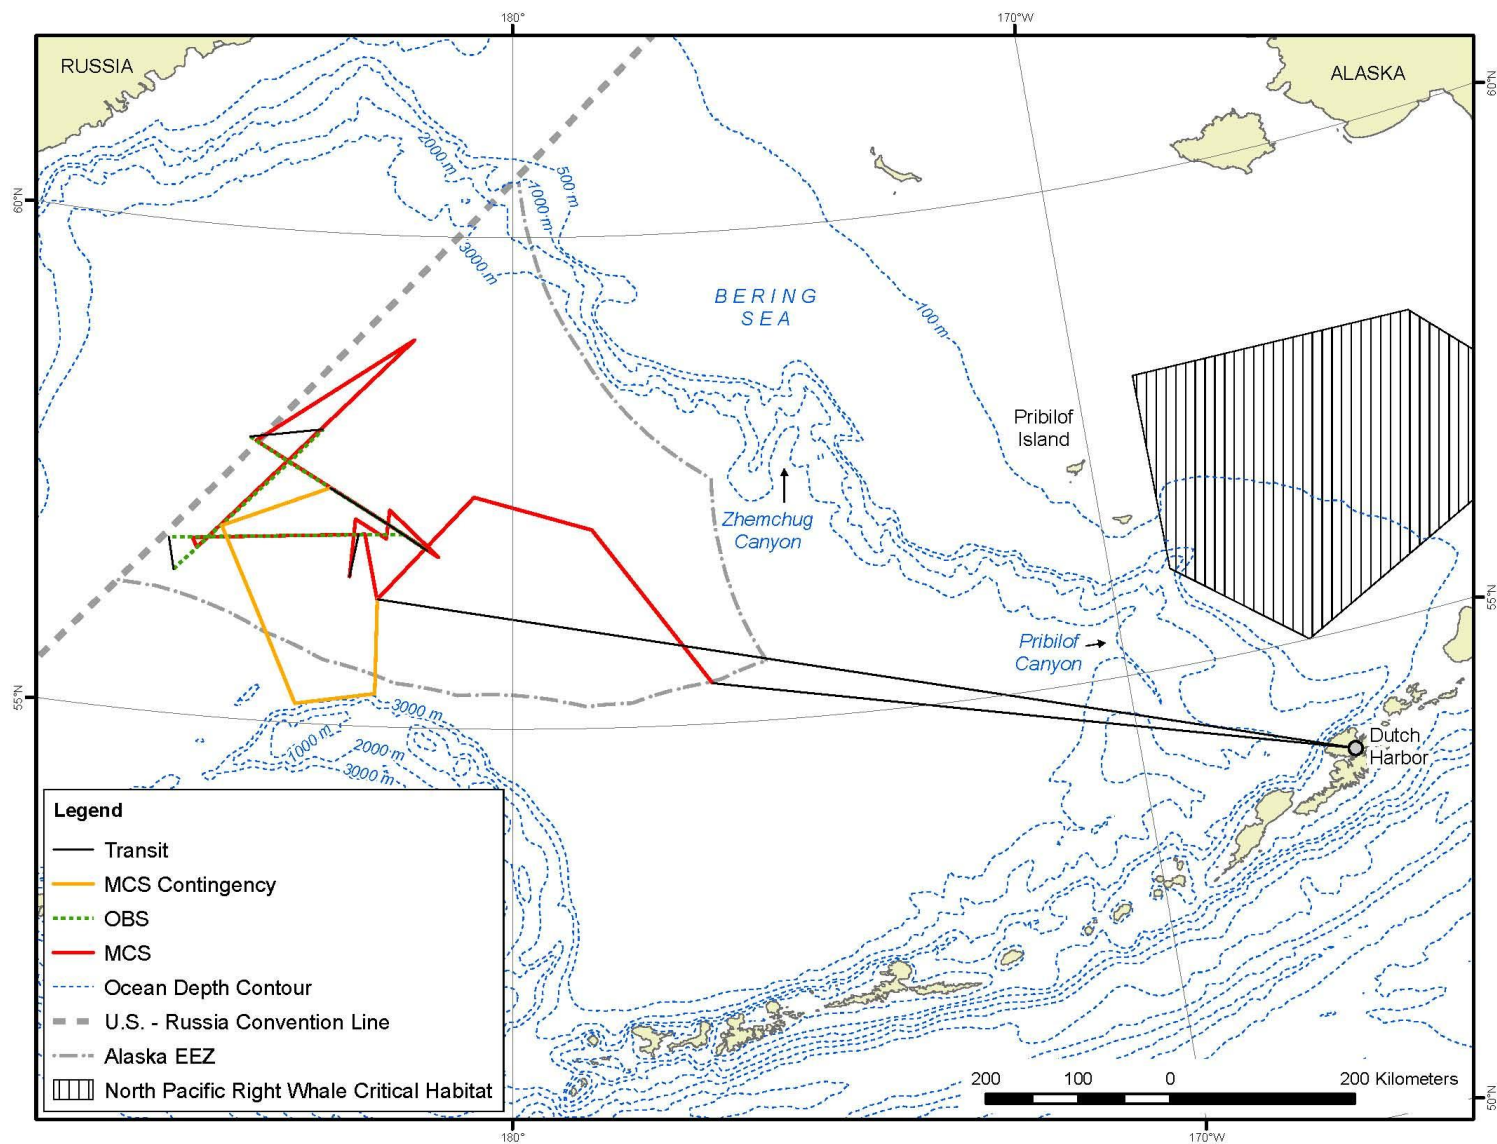 180°
170°W
RUSSIA
ALASKA
60°N
2000 m
500 m
1000 m
60°N
3000 m
BERING
SEA
100 m
Pribilof
Island
Zhemchug
Canyon
55°N
Pribilof
Canyon
55°N
3000 m
1000 m
2000 m
3000 m
Dutch
Harbor
Legend
Transit
MCS Contingency
OBS
MCS
Ocean Depth Contour
U.S. - Russia Convention Line
Alaska EEZ
North Pacific Right Whale Critical Habitat
200 100 0 200 Kilometers
50°N
180°
170°W